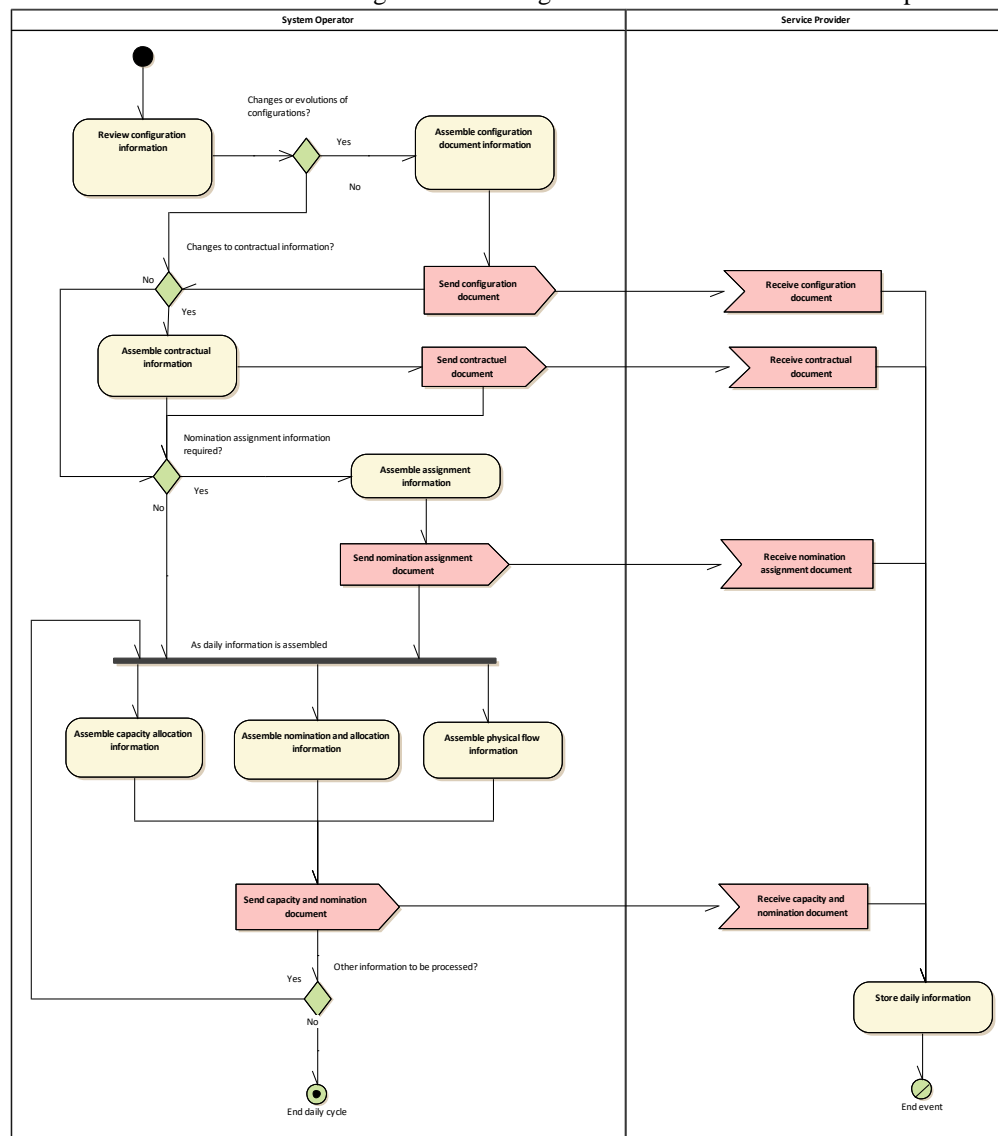 System Operator
Service Provider
Changes or evolutions of
configurations?
Review configuration
information
Yes
Assemble configuration
document information
No
Changes to contractual information?
No
Send configuration
document
Receive configuration
document
Yes
Assemble contractual
information
Send contractuel
document
Receive contractual
document
Nomination assignment information
required?
Assemble assignment
information
Yes
No
Send nomination assignment
document
Receive nomination
assignment document
As daily information is assembled
Assemble capacity allocation
information
Assemble nomination and allocation
information
Assemble physical flow
information
Send capacity and nomination
document
Receive capacity and
nomination document
Other information to be processed?
Yes
No
Store daily information
End daily cycle
End event